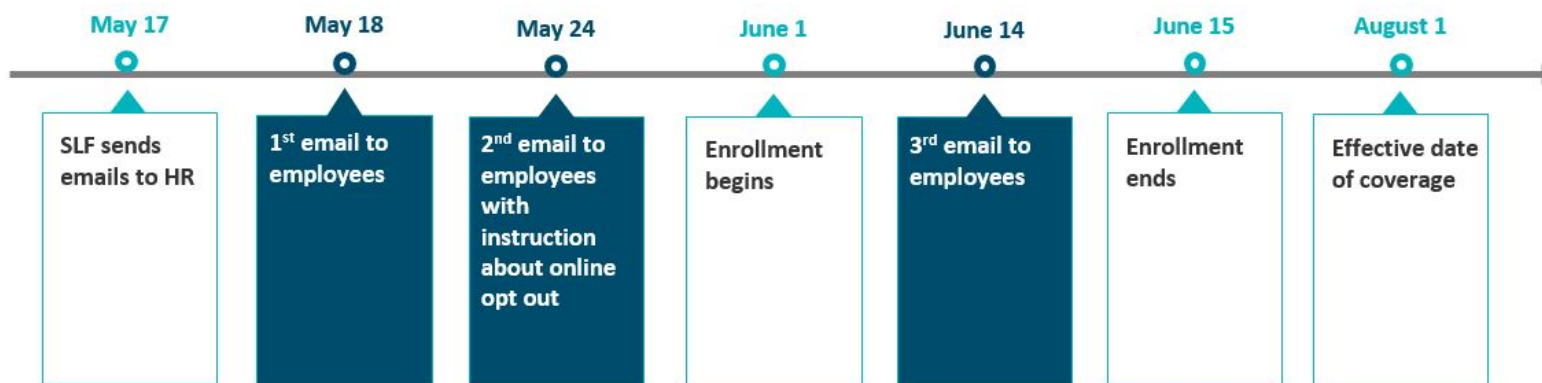 May 17
May 18
May 24
June 1
June 14
June 15
August 1
SLF sends
emails to HR
1st email to
employees
2nd email to
employees
with
instruction
about online
opt out
Enrollment
begins
3rd email to
employees
Enrollment
ends
Effective date
of coverage